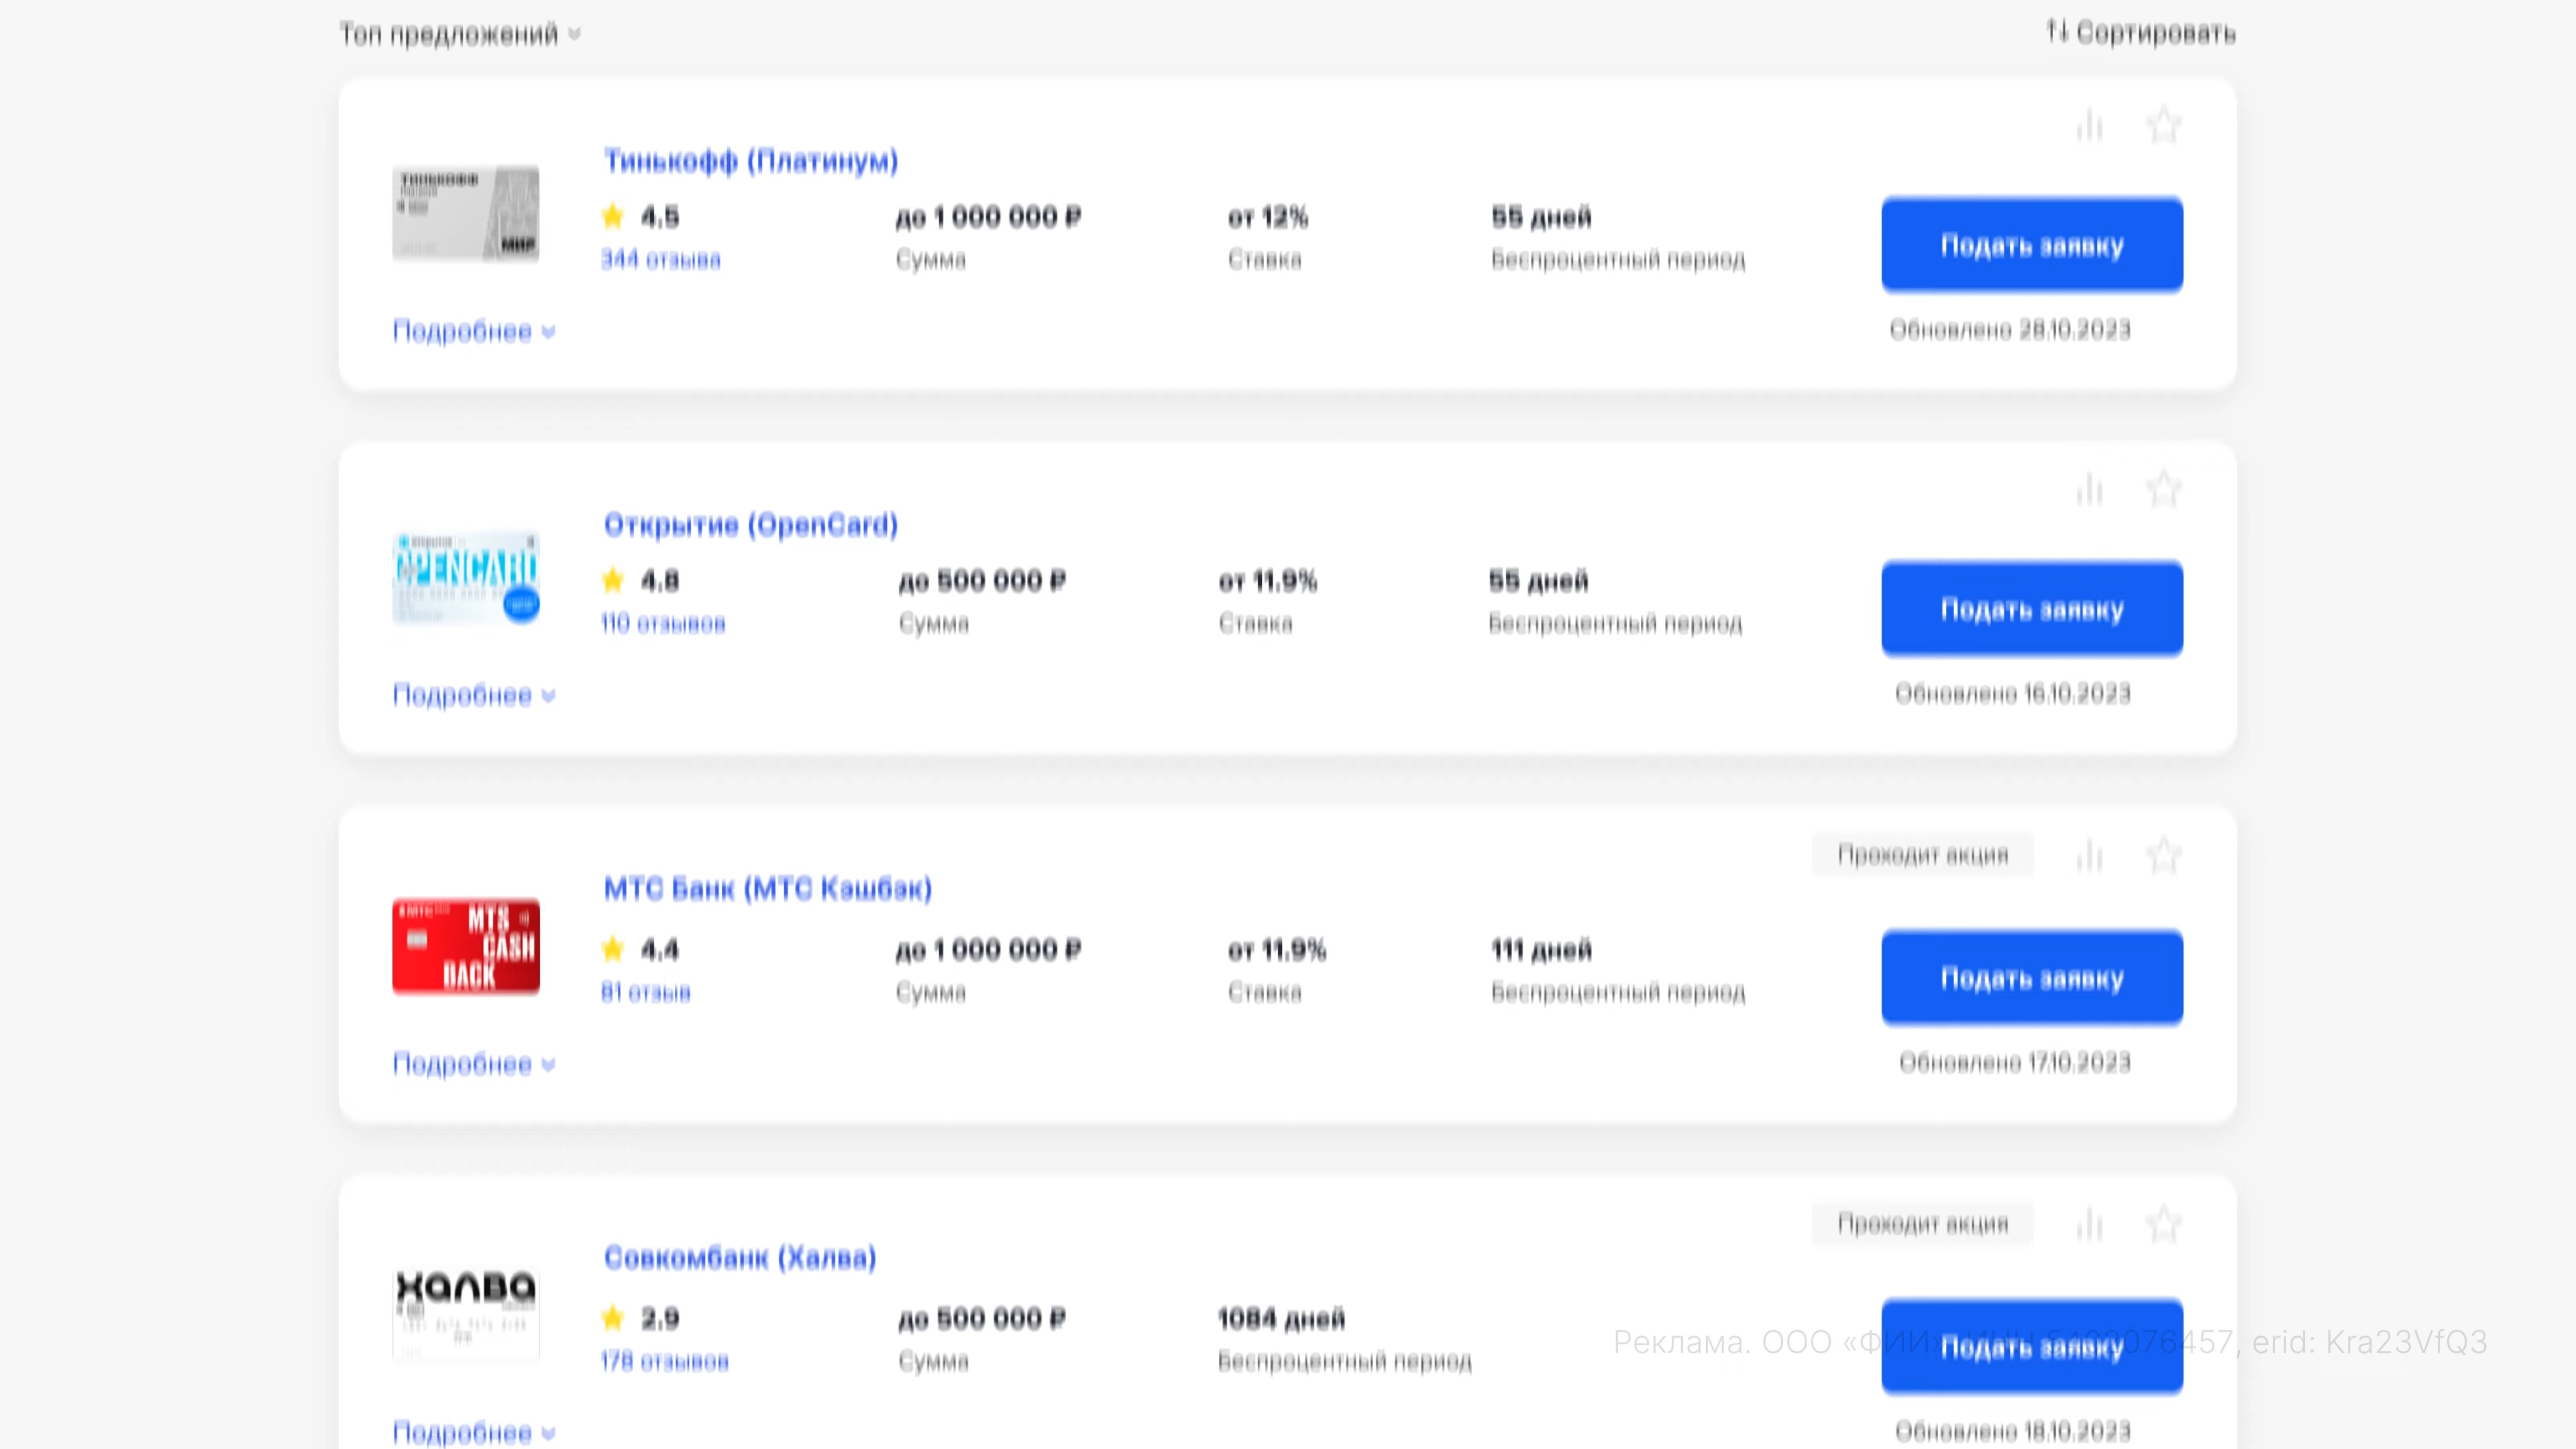 Топ предложений
Сортировать
ТИНЬКОФФ
МИР
Тинькофф (Платинум)
4.5
до 1 000 000 ₽
от 12%
55 дней
344 отзыва
Сумма
Ставка
Беспроцентный период
Подать заявку
Подробнее
Обновлено 28.10.2023
OPENCARD
Открытие (OpenCard)
4.8
до 500 000 ₽
от 11.9%
55 дней
110 отзывов
Сумма
Ставка
Беспроцентный период
Подать заявку
Подробнее
Обновлено 16.10.2023
Проходит акция
МТС
MTS
CASH
BACK
МТС Банк (МТС Кэшбэк)
4.4
до 1 000 000 ₽
от 11.9%
111 дней
81 отзыв
Сумма
Ставка
Беспроцентный период
Подать заявку
Подробнее
Обновлено 17.10.2023
Проходит акция
халва
Совкомбанк (Халва)
2.9
до 500 000 ₽
1084 дней
178 отзывов
Сумма
Беспроцентный период
Подать заявку
Реклама. ООО «ФИИ», erid: Kra23VfQ3
Подробнее
Обновлено 18.10.2023